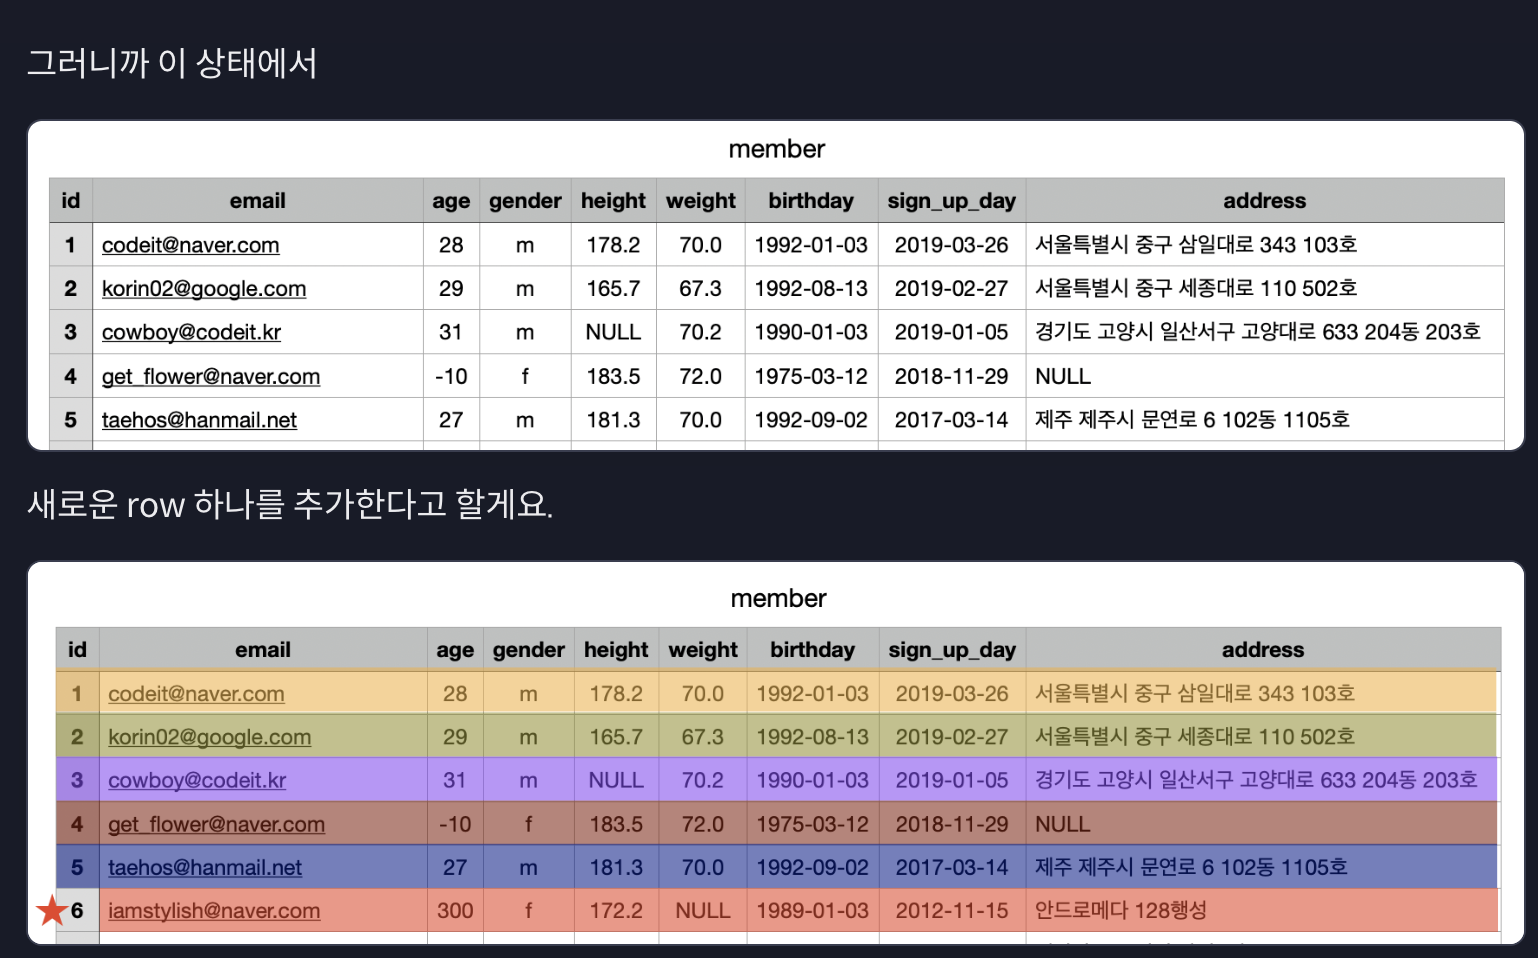 그러니까 이 상태에서
member
id email age gender height weight birthday sign_up_day address
1 codeit@naver.com 28 m 178.2 70.0 1992-01-03 2019-03-26 서울특별시 중구 삼일대로 343 103호
2 korin02@google.com 29 m 165.7 67.3 1992-08-13 2019-02-27 서울특별시 중구 세종대로 110 502호
3 cowboy@codeit.kr 31 m NULL 70.2 1990-01-03 2019-01-05 경기도 고양시 일산서구 고양대로 633 204동 203호
4 get_flower@naver.com -10 f 183.5 72.0 1975-03-12 2018-11-29 NULL
5 taehos@hanmail.net 27 m 181.3 70.0 1992-09-02 2017-03-14 제주 제주시 문연로 6 102동 1105호
새로운 row 하나를 추가한다고 할게요.
member
id email age gender height weight birthday sign_up_day address
1 codeit@naver.com 28 m 178.2 70.0 1992-01-03 2019-03-26 서울특별시 중구 삼일대로 343 103호
2 korin02@google.com 29 m 165.7 67.3 1992-08-13 2019-02-27 서울특별시 중구 세종대로 110 502호
3 cowboy@codeit.kr 31 m NULL 70.2 1990-01-03 2019-01-05 경기도 고양시 일산서구 고양대로 633 204동 203호
4 get_flower@naver.com -10 f 183.5 72.0 1975-03-12 2018-11-29 NULL
5 taehos@hanmail.net 27 m 181.3 70.0 1992-09-02 2017-03-14 제주 제주시 문연로 6 102동 1105호
6 iamstylish@naver.com 300 f 172.2 NULL 1989-01-03 2012-11-15 안드로메다 128행성